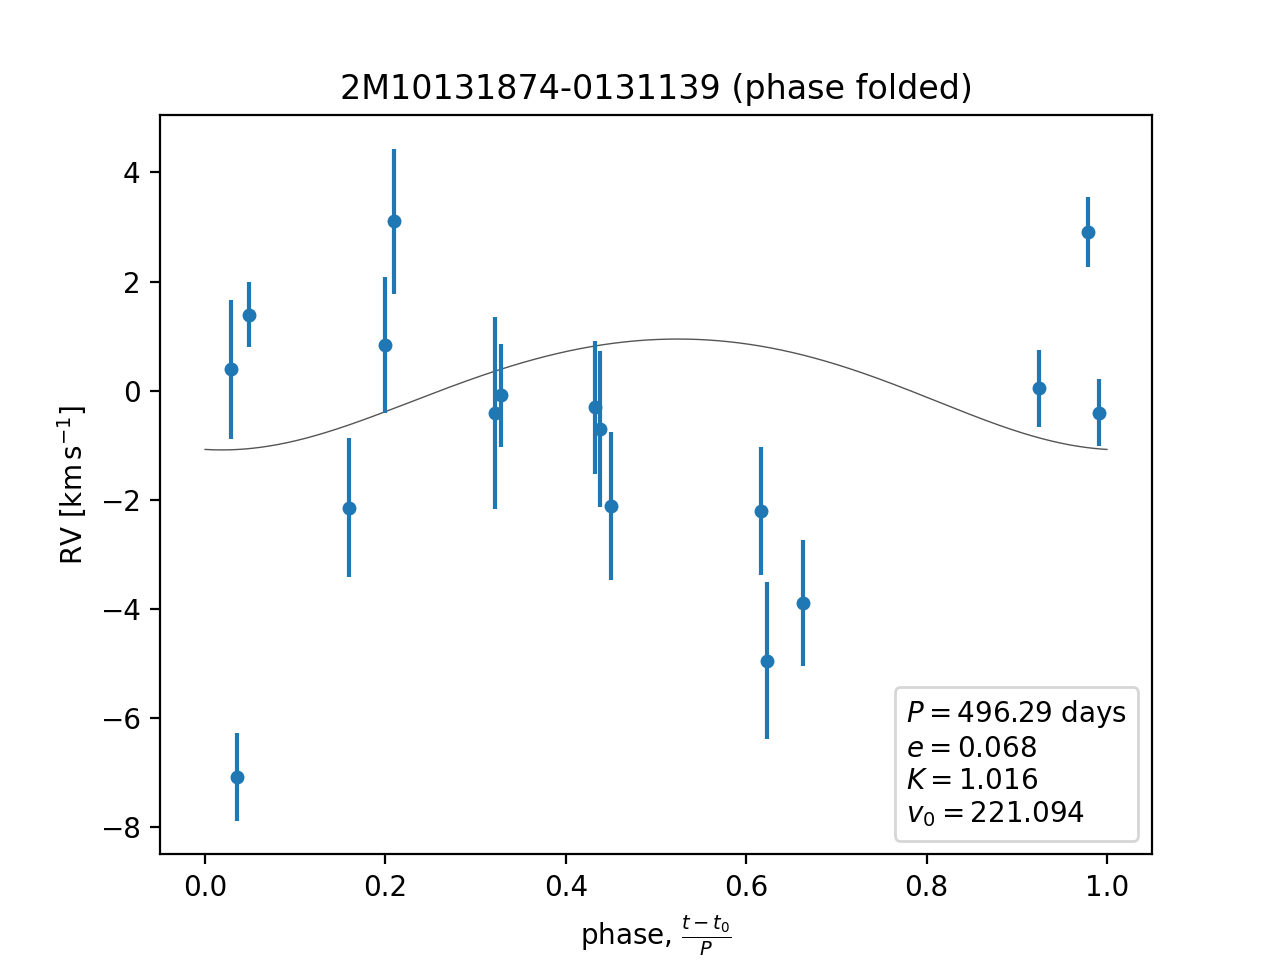 2M10131874-0131139 (phase folded)
RV [km s⁻¹]
4
2
0
−2
−4
−6
−8
P = 496.29 days
e = 0.068
K = 1.016
v₀ = 221.094
0.0 0.2 0.4 0.6 0.8 1.0
phase, (t − t₀)/P